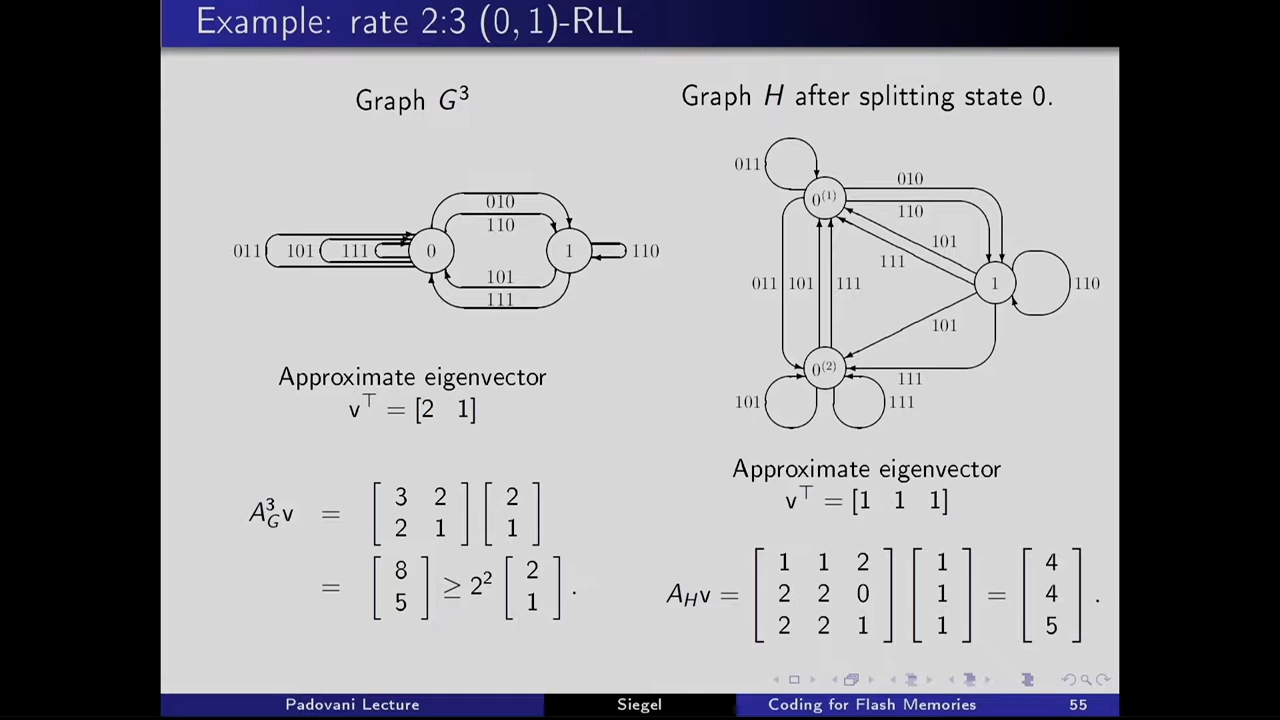 Example: rate 2:3 (0, 1)-RLL
Graph G³
010
110
011 101 111 0 1 110
101
111
Approximate eigenvector
v⊤ = [2 1]
A³_G v = [3 2; 2 1] [2; 1]
= [8; 5] ≥ 2² [2; 1].
Graph H after splitting state 0.
011
0⁽¹⁾
010
110
101
111
011 101 111
1 110
101
0⁽²⁾
111
101 111
Approximate eigenvector
v⊤ = [1 1 1]
A_H v = [1 1 2; 2 2 0; 2 2 1] [1; 1; 1] = [4; 4; 5].
Padovani Lecture Siegel Coding for Flash Memories 55